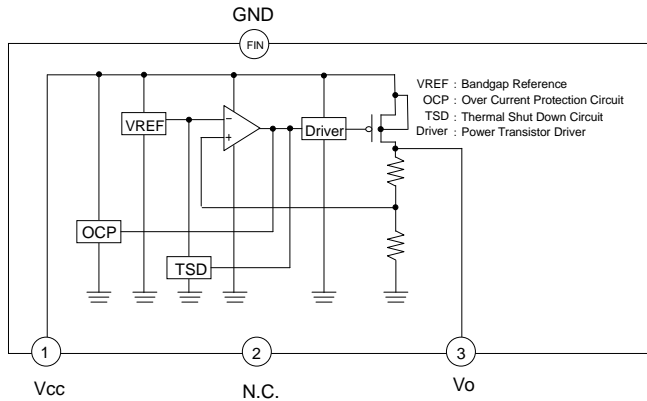 GND
FIN
VREF : Bandgap Reference
OCP : Over Current Protection Circuit
TSD : Thermal Shut Down Circuit
Driver : Power Transistor Driver
VREF
−
+
Driver
OCP
TSD
1
2
3
Vcc
N.C.
Vo